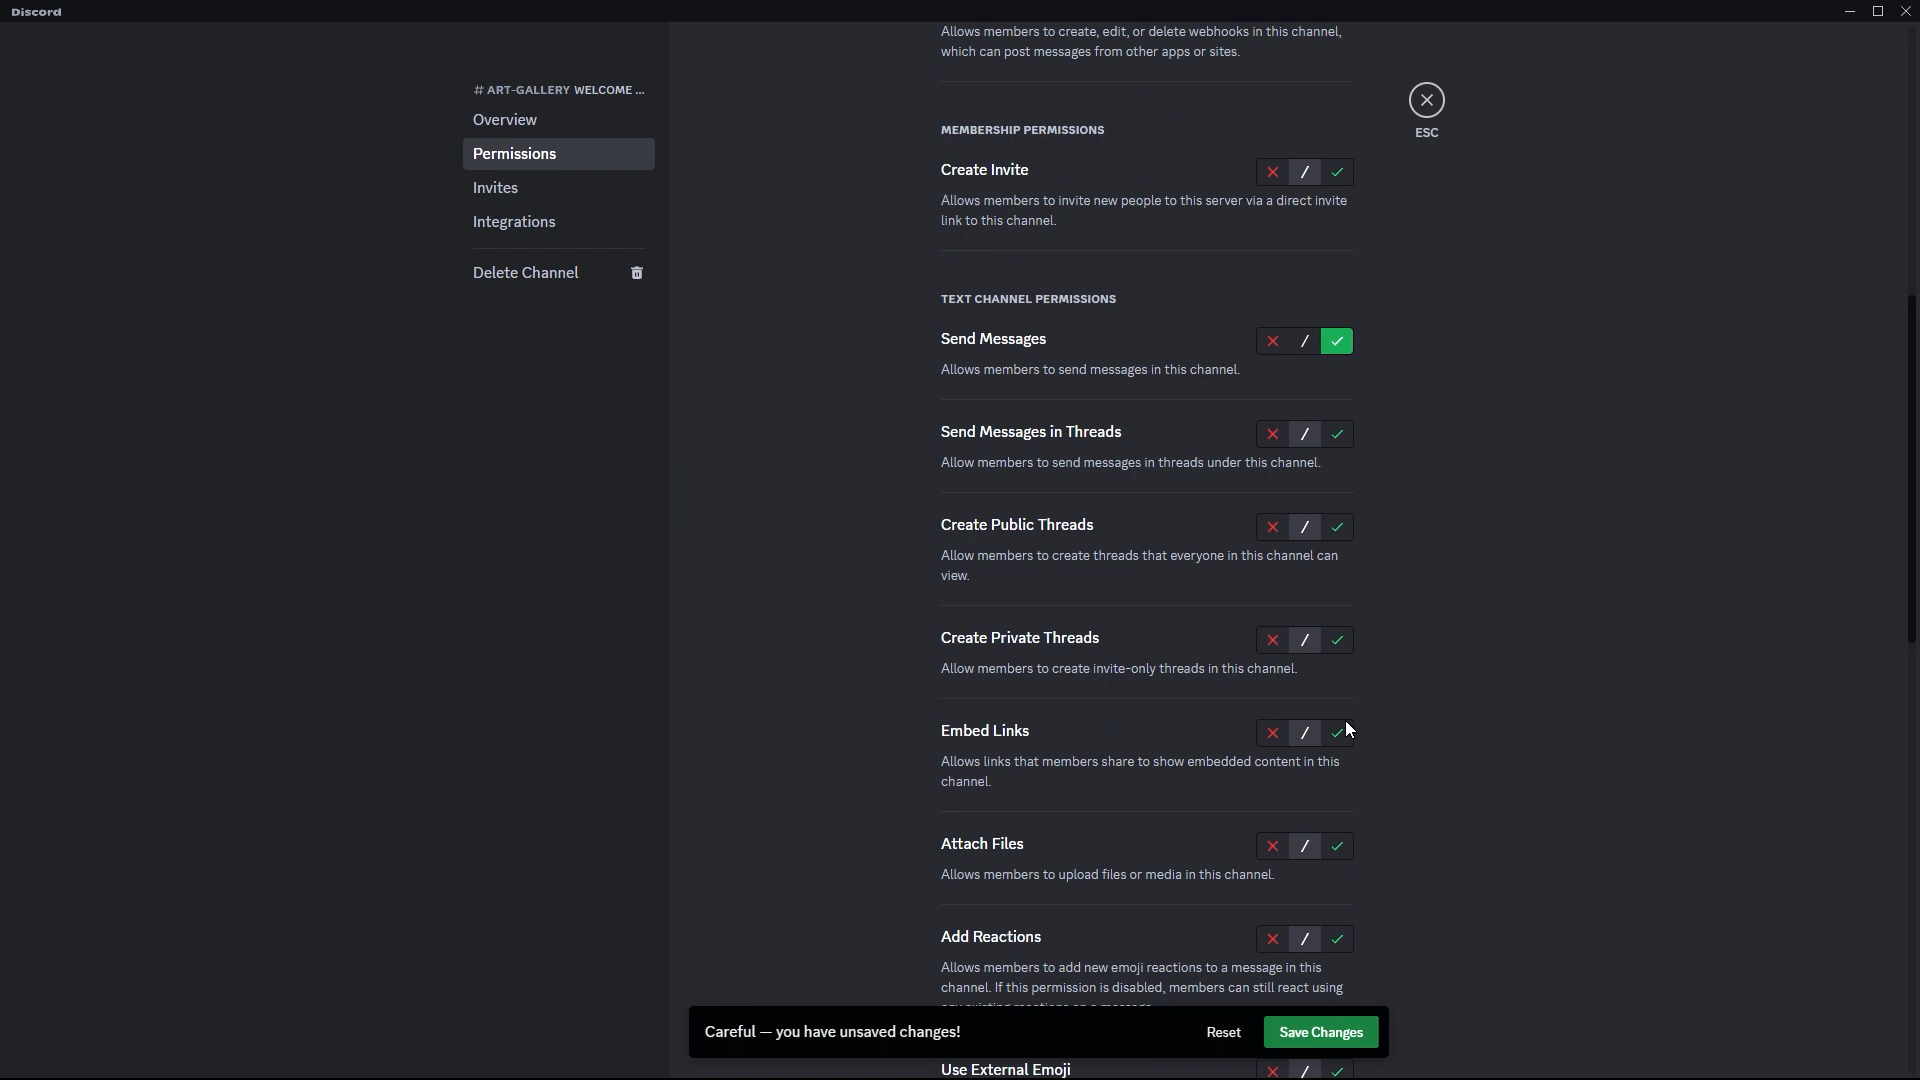 Discord
# ART-GALLERY WELCOME ...
Overview
Permissions
Invites
Integrations
Delete Channel
Allows members to create, edit, or delete webhooks in this channel,
which can post messages from other apps or sites.
ESC
MEMBERSHIP PERMISSIONS
Create Invite
Allows members to invite new people to this server via a direct invite
link to this channel.
TEXT CHANNEL PERMISSIONS
Send Messages
Allows members to send messages in this channel.
Send Messages in Threads
Allow members to send messages in threads under this channel.
Create Public Threads
Allow members to create threads that everyone in this channel can
view.
Create Private Threads
Allow members to create invite-only threads in this channel.
Embed Links
Allows links that members share to show embedded content in this
channel.
Attach Files
Allows members to upload files or media in this channel.
Add Reactions
Allows members to add new emoji reactions to a message in this
channel. If this permission is disabled, members can still react using
Careful — you have unsaved changes!
Reset
Save Changes
Use External Emoji